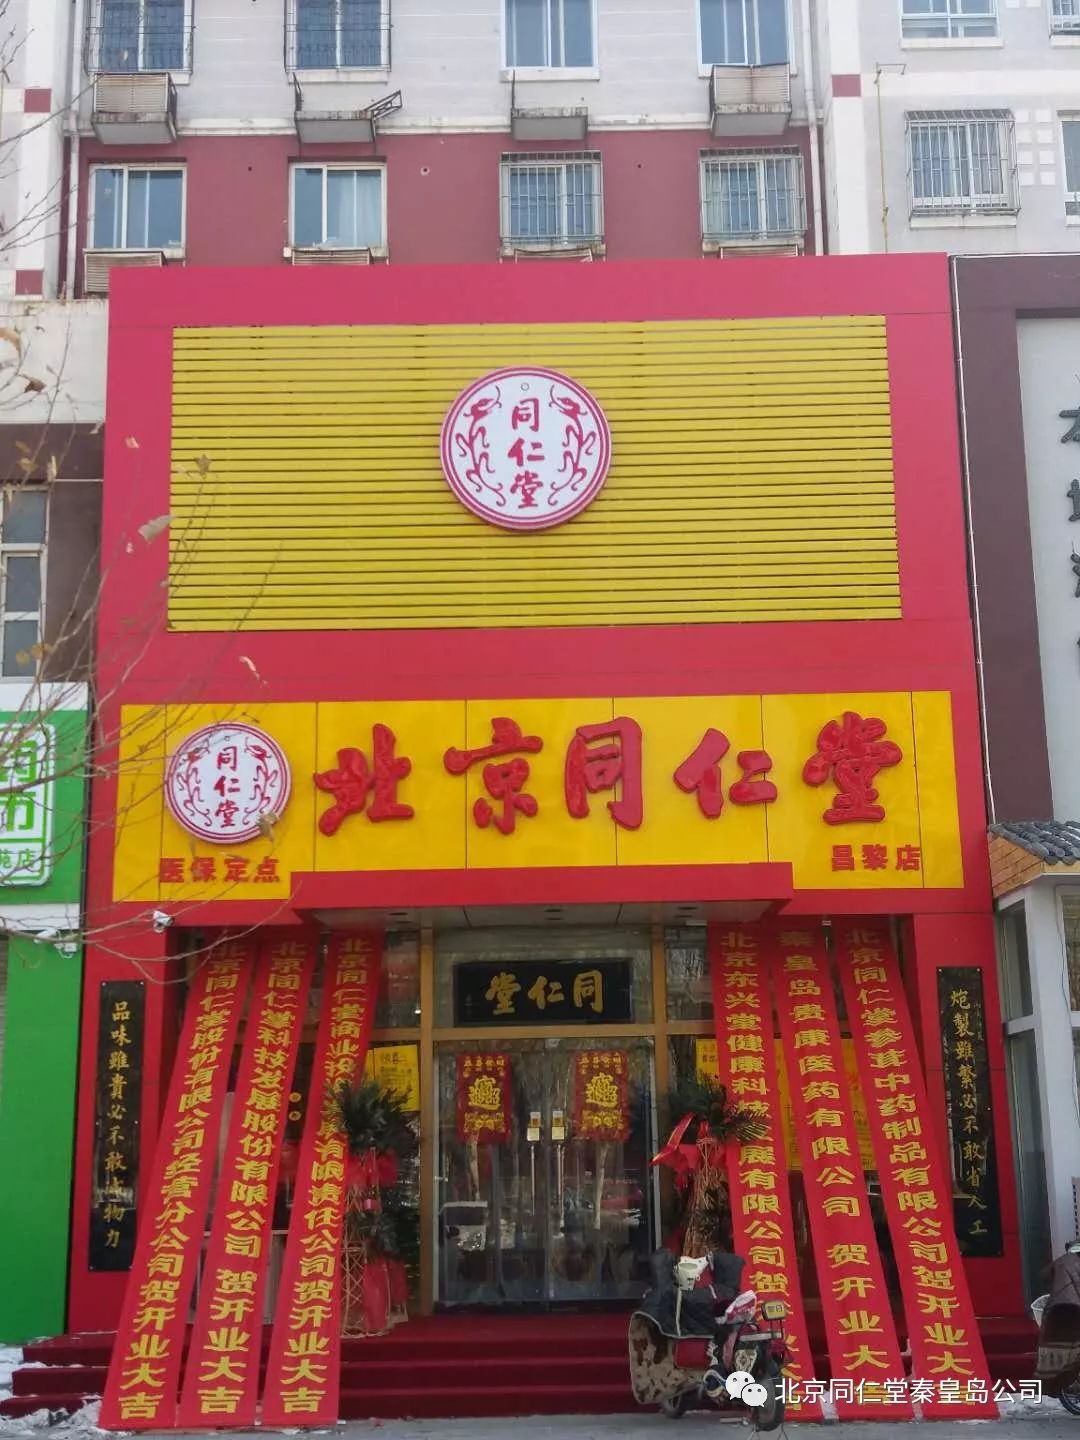 同仁堂
同仁堂
北京同仁堂
医保定点
昌黎店
苑店
堂仁同
品味雖貴必不敢 物力
炮製雖繁必不敢省人工
北京同仁堂股份有限公司经营分公司贺开业大吉
北京同仁堂科技发展股份有限公司 贺开业大吉
北京同仁堂商业投 有限责任公司贺开业大吉
北京东兴堂健康科技发展有限公司贺
秦皇岛贵康医药有限公司 贺开业大吉
北京同仁堂参茸中药制品有限公司贺开业大吉
北京同仁堂秦皇岛公司